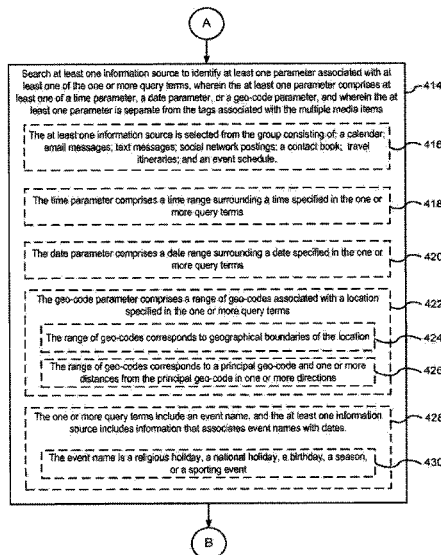 A
Search at least one information source to identify at least one parameter associated with at
least one of the one or more query terms, wherein the at least one parameter comprises at
least one of a time parameter, a date parameter, or a geo-code parameter, and wherein the at
least one parameter is separate from the tags associated with the multiple media items
414
The at least one information source is selected from the group consisting of: a calendar;
email messages; text messages; social network postings; a contact book; travel
itineraries; and an event schedule.
416
The time parameter comprises a time range surrounding a time specified in the one or
more query terms
418
The date parameter comprises a date range surrounding a date specified in the one or
more query terms
420
The geo-code parameter comprises a range of geo-codes associated with a location
specified in the one or more query terms
422
The range of geo-codes corresponds to geographical boundaries of the location
424
The range of geo-codes corresponds to a principal geo-code and one or more
distances from the principal geo-code in one or more directions
426
The one or more query terms include an event name, and the at least one information
source includes information that associates event names with dates.
428
The event name is a religious holiday, a national holiday, a birthday, a season,
or a sporting event
430
B